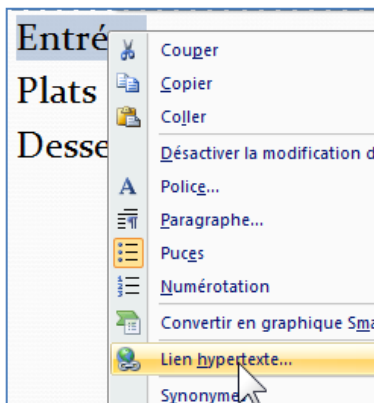 Entré
Plats
Desse
Couper
Copier
Coller
Désactiver la modification d
Police...
Paragraphe...
Puces
Numérotation
Convertir en graphique Sma
Lien hypertexte...
Synonyme